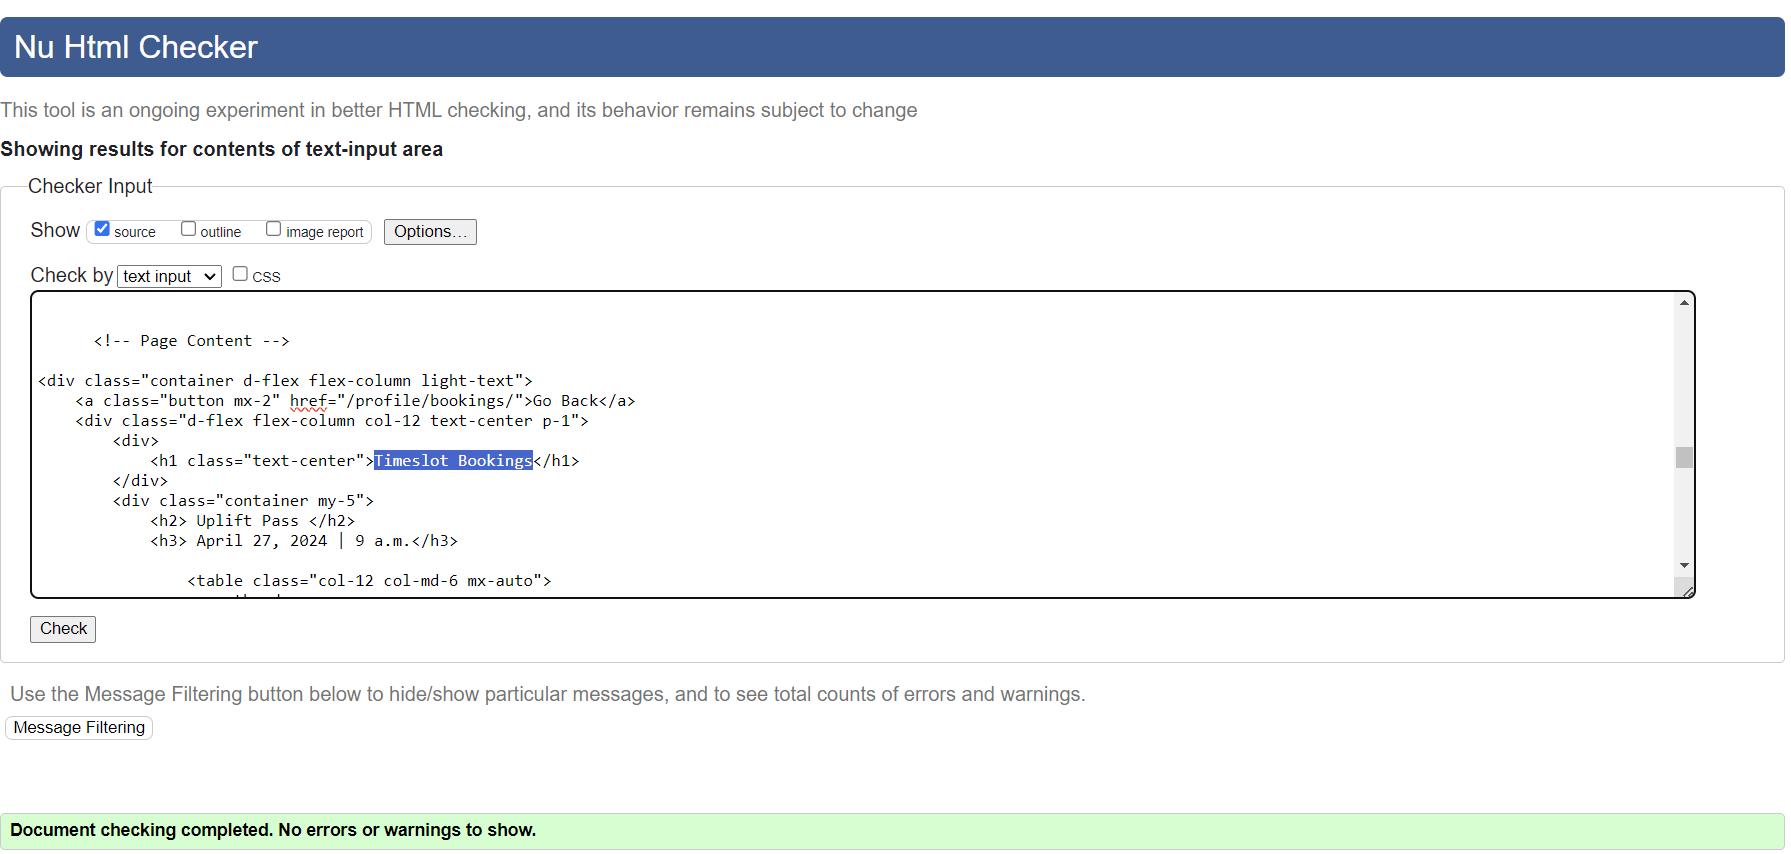 Nu Html Checker
This tool is an ongoing experiment in better HTML checking, and its behavior remains subject to change
Showing results for contents of text-input area
Checker Input
Show source outline image report Options...
Check by text input CSS
<!-- Page Content -->
<div class="container d-flex flex-column light-text">
<a class="button mx-2" href="/profile/bookings/">Go Back</a>
<div class="d-flex flex-column col-12 text-center p-1">
<div>
<h1 class="text-center">Timeslot Bookings</h1>
</div>
<div class="container my-5">
<h2> Uplift Pass </h2>
<h3> April 27, 2024 | 9 a.m.</h3>
<table class="col-12 col-md-6 mx-auto">
Check
Use the Message Filtering button below to hide/show particular messages, and to see total counts of errors and warnings.
Message Filtering
Document checking completed. No errors or warnings to show.